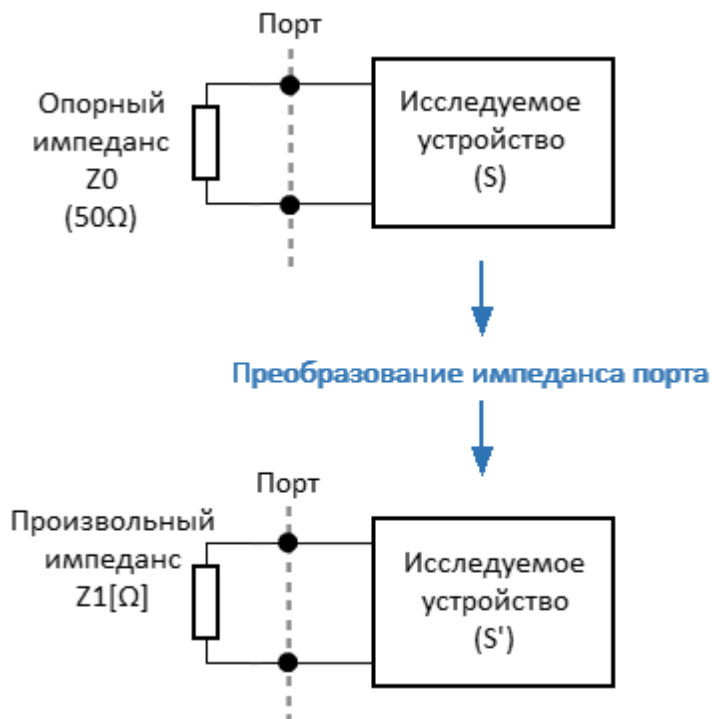 Порт
Опорный
импеданс
Z0
(50Ω)
Исследуемое
устройство
(S)
Преобразование импеданса порта
Порт
Произвольный
импеданс
Z1[Ω]
Исследуемое
устройство
(S')